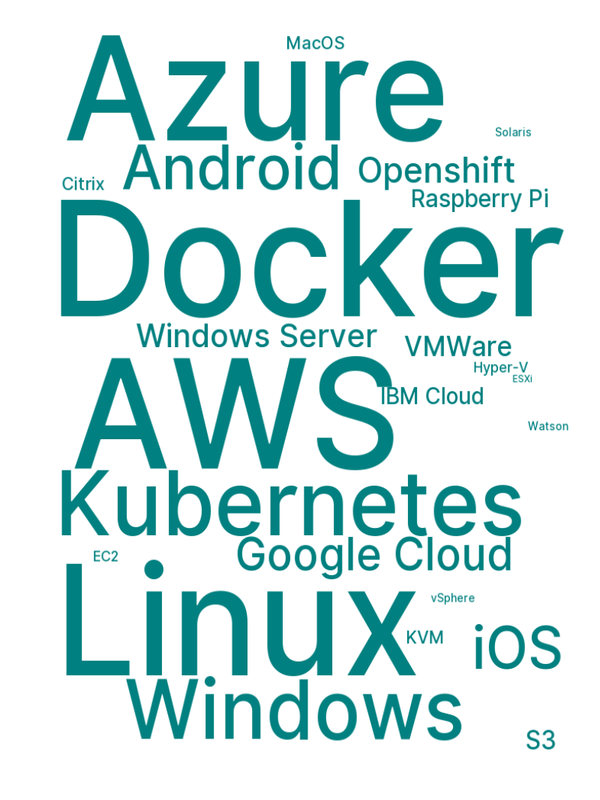 MacOS
Azure
Solaris
Android
Openshift
Citrix
Raspberry Pi
Docker
Windows Server
VMWare
Hyper-V
ESXi
AWS
IBM Cloud
Watson
Kubernetes
Google Cloud
EC2
Linux
vSphere
KVM
iOS
Windows
S3